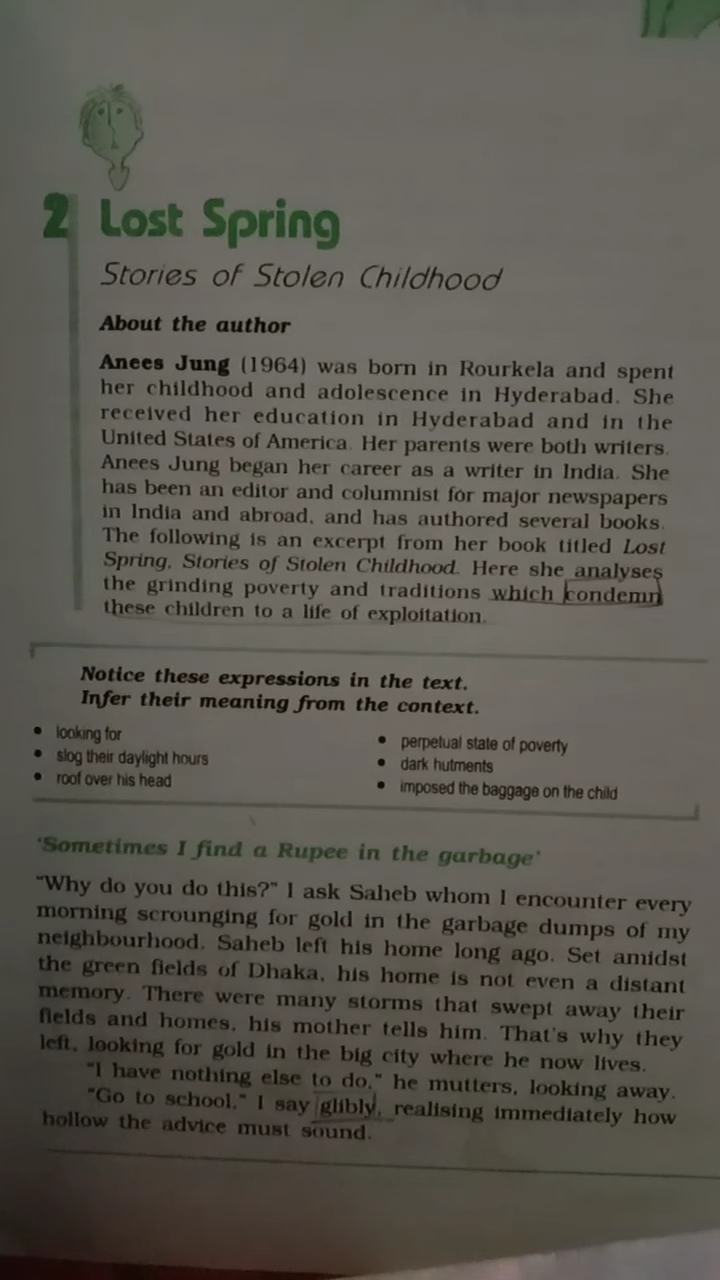 2 Lost Spring
Stories of Stolen Childhood
About the author
Anees Jung (1964) was born in Rourkela and spent
her childhood and adolescence in Hyderabad. She
received her education in Hyderabad and in the
United States of America. Her parents were both writers.
Anees Jung began her career as a writer in India. She
has been an editor and columnist for major newspapers
in India and abroad, and has authored several books.
The following is an excerpt from her book titled Lost
Spring, Stories of Stolen Childhood. Here she analyses
the grinding poverty and traditions which condemn
these children to a life of exploitation.
Notice these expressions in the text.
Infer their meaning from the context.
• looking for
• slog their daylight hours
• roof over his head
• perpetual state of poverty
• dark hutments
• imposed the baggage on the child
‘Sometimes I find a Rupee in the garbage’
“Why do you do this?” I ask Saheb whom I encounter every
morning scrounging for gold in the garbage dumps of my
neighbourhood. Saheb left his home long ago. Set amidst
the green fields of Dhaka, his home is not even a distant
memory. There were many storms that swept away their
fields and homes, his mother tells him. That’s why they
left, looking for gold in the big city where he now lives.
“I have nothing else to do,” he mutters, looking away.
“Go to school,” I say glibly, realising immediately how
hollow the advice must sound.